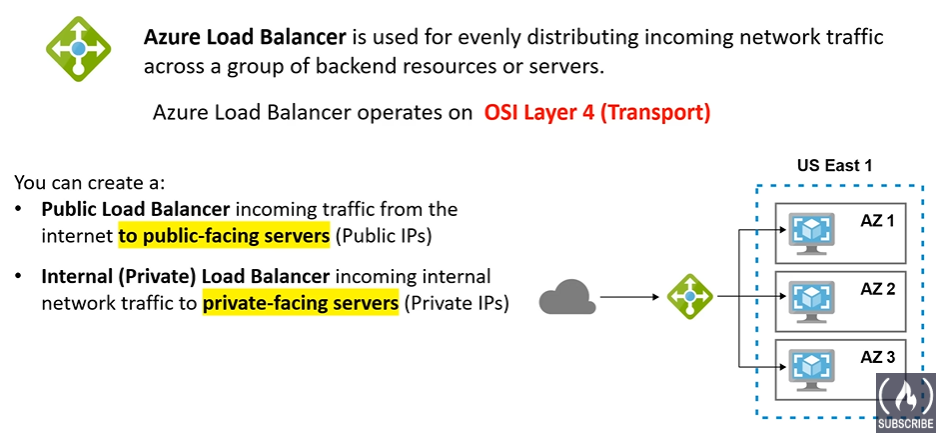 Azure Load Balancer is used for evenly distributing incoming network traffic
across a group of backend resources or servers.
Azure Load Balancer operates on OSI Layer 4 (Transport)
You can create a:
• Public Load Balancer incoming traffic from the
internet to public-facing servers (Public IPs)
• Internal (Private) Load Balancer incoming internal
network traffic to private-facing servers (Private IPs)
US East 1
AZ 1
AZ 2
AZ 3
SUBSCRIBE